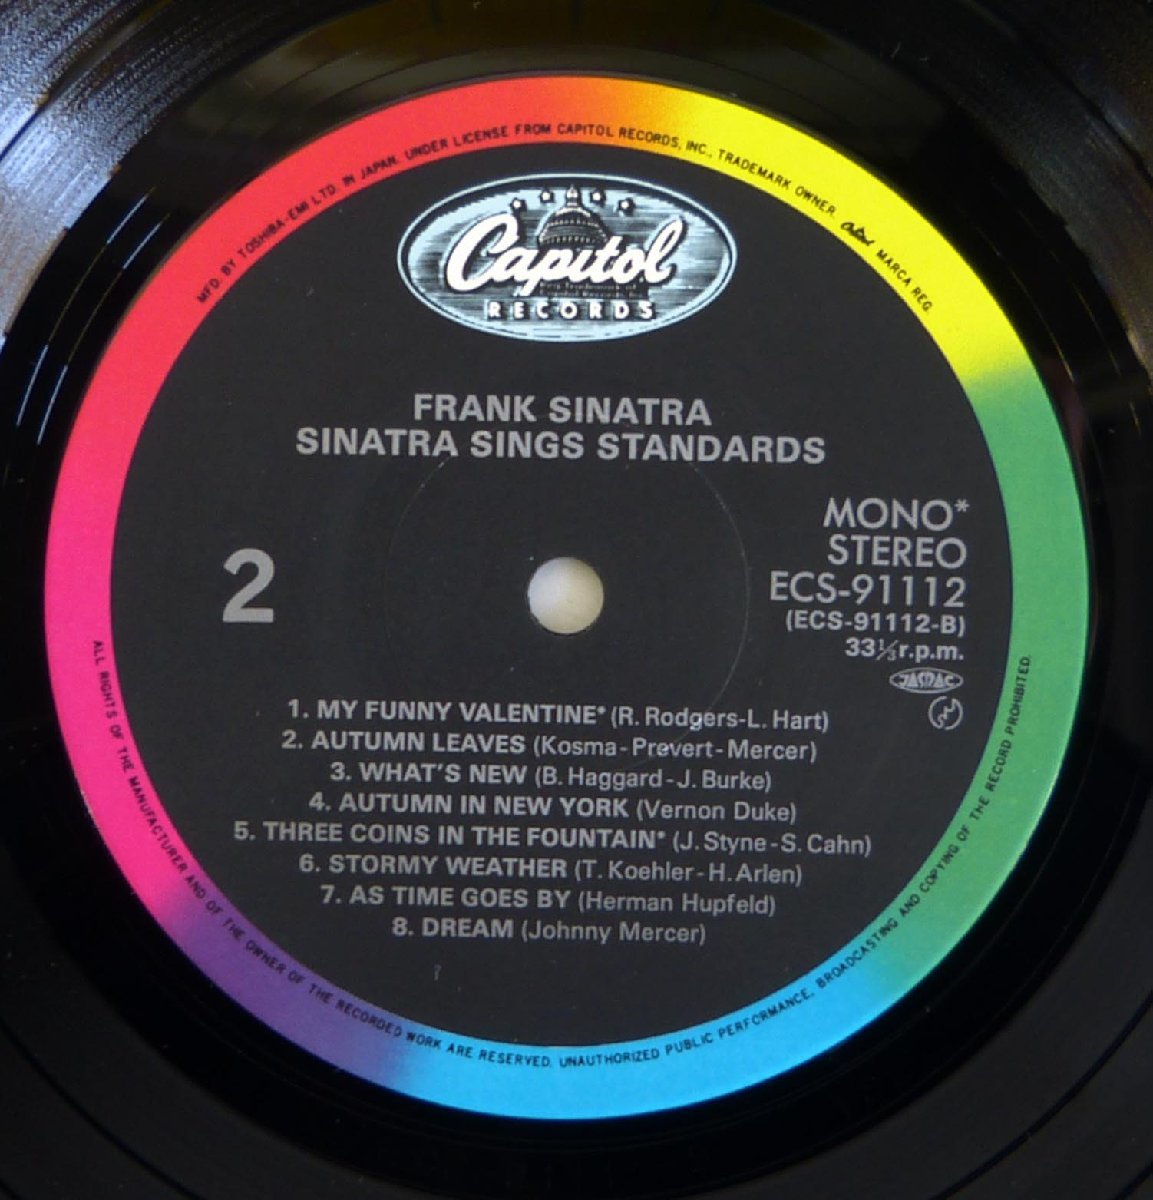 MFD. BY TOSHIBA-EMI LTD. IN JAPAN. UNDER LICENSE FROM CAPITOL RECORDS, INC., TRADEMARK OWNER. Capitol MARCA REG.
Capitol
RECORDS
FRANK SINATRA
SINATRA SINGS STANDARDS
MONO*
STEREO
ECS-91112
(ECS-91112-B)
33⅓r.p.m.
JASRAC
2
1. MY FUNNY VALENTINE* (R. Rodgers-L. Hart)
2. AUTUMN LEAVES (Kosma-Prevert-Mercer)
3. WHAT'S NEW (B. Haggard-J. Burke)
4. AUTUMN IN NEW YORK (Vernon Duke)
5. THREE COINS IN THE FOUNTAIN* (J. Styne-S. Cahn)
6. STORMY WEATHER (T. Koehler-H. Arlen)
7. AS TIME GOES BY (Herman Hupfeld)
8. DREAM (Johnny Mercer)
ALL RIGHTS OF THE MANUFACTURER AND OF THE OWNER OF THE RECORDED WORK ARE RESERVED. UNAUTHORIZED PUBLIC PERFORMANCE, BROADCASTING AND COPYING OF THE RECORD PROHIBITED.